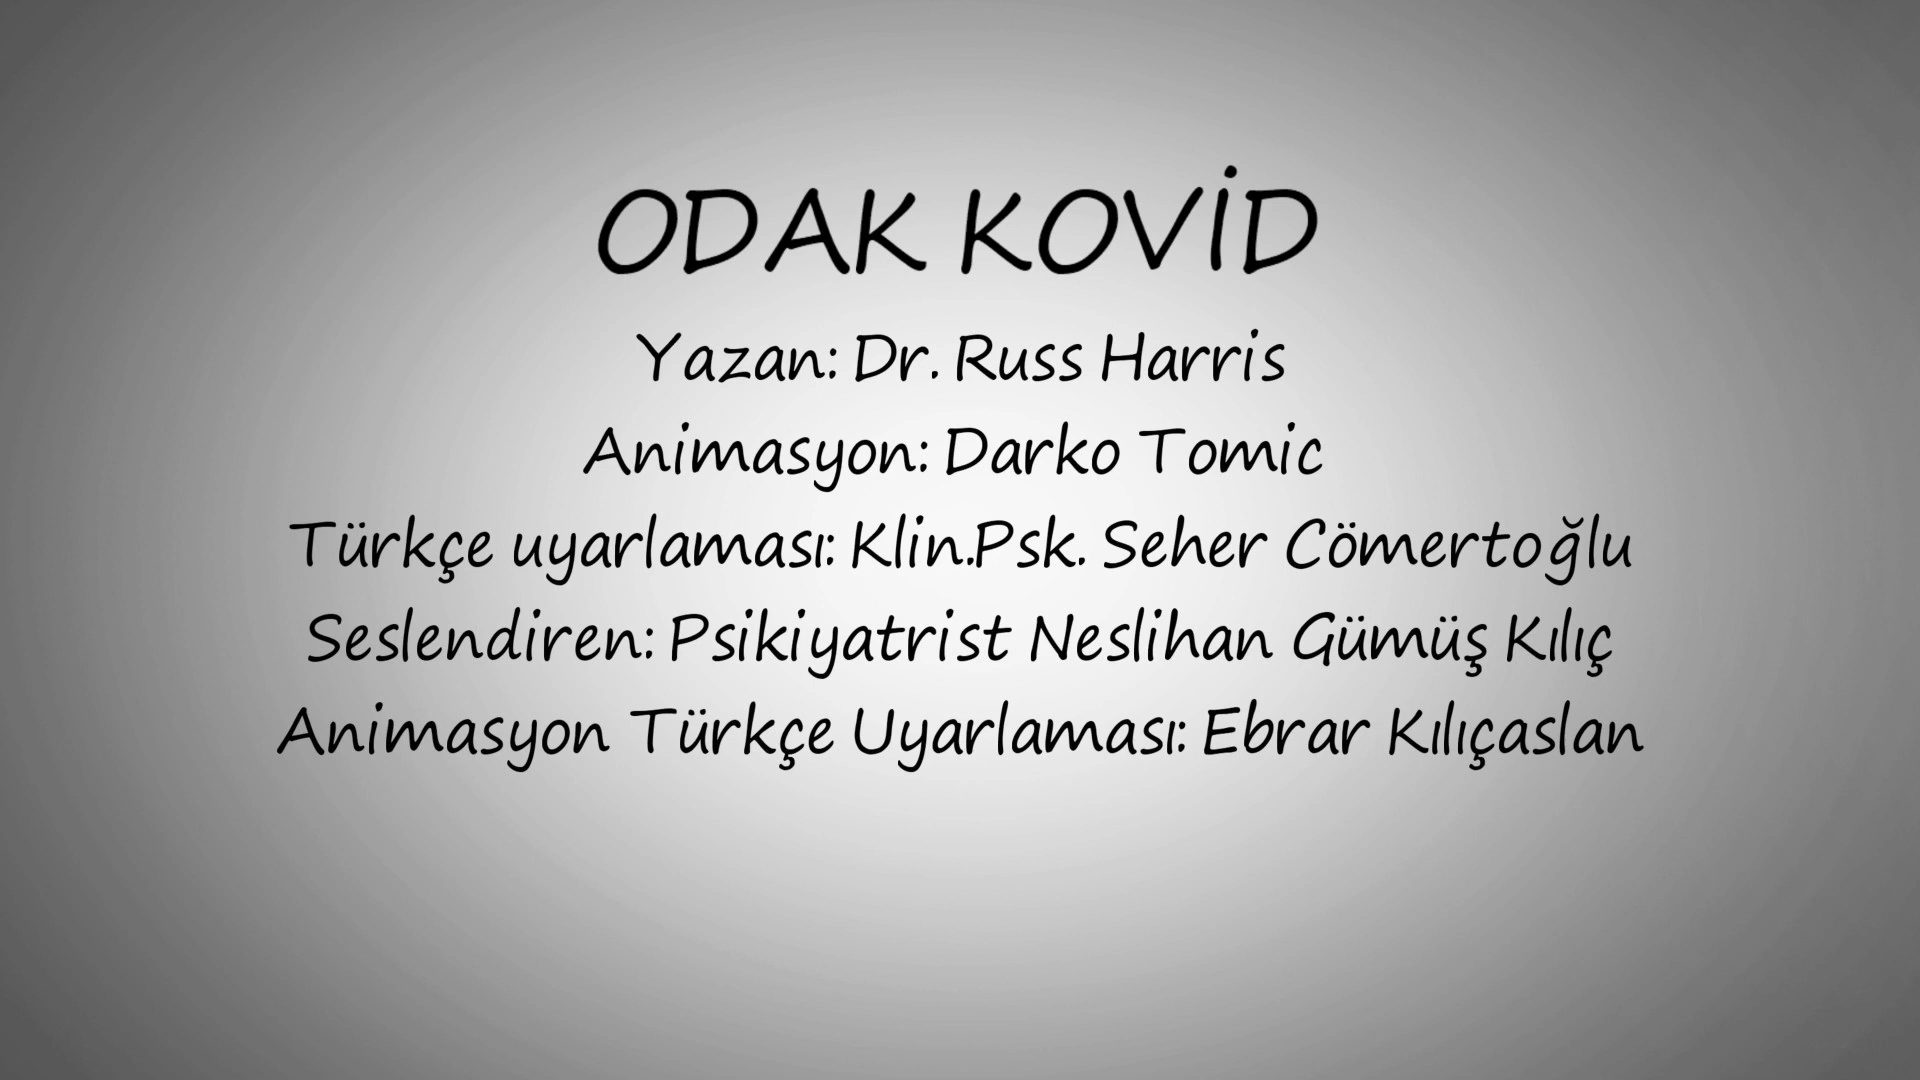 ODAK KOVİD
Yazan: Dr. Russ Harris
Animasyon: Darko Tomic
Türkçe uyarlaması: Klin.Psk. Seher Cömertoğlu
Seslendiren: Psikiyatrist Neslihan Gümüş Kılıç
Animasyon Türkçe Uyarlaması: Ebrar Kılıçaslan